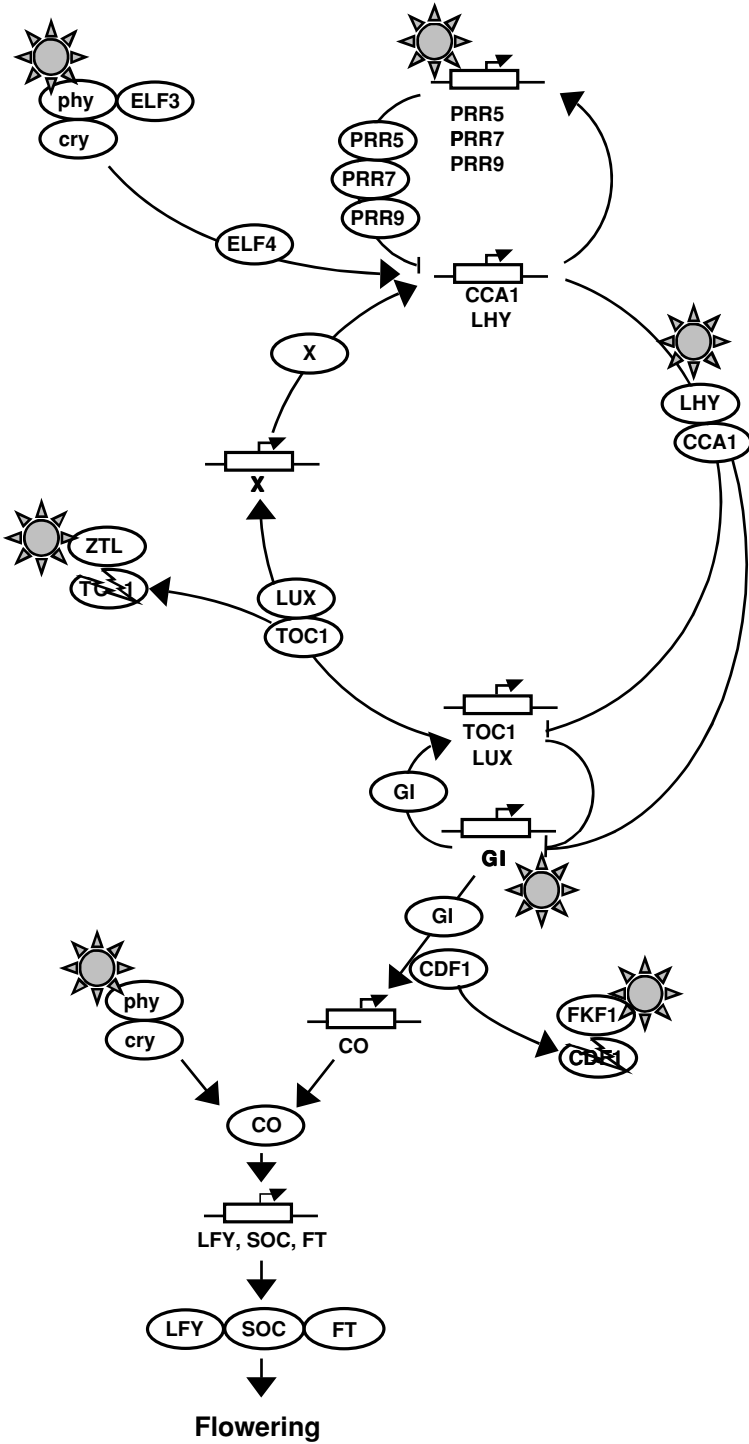 phy
ELF3
cry
PRR5
PRR7
PRR9
PRR5
PRR7
PRR9
ELF4
CCA1
LHY
X
LHY
CCA1
X
ZTL
LUX
TOC1
TOC1
LUX
GI
GI
GI
CDF1
phy
cry
CO
FKF1
CDF1
CO
LFY, SOC, FT
LFY
SOC
FT
Flowering